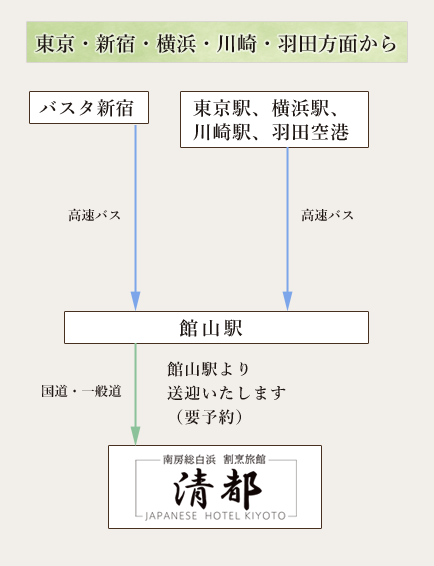 東京・新宿・横浜・川崎・羽田方面から
バスタ新宿
東京駅、横浜駅、
川崎駅、羽田空港
高速バス
高速バス
館山駅
国道・一般道
館山駅より
送迎いたします
（要予約）
南房総白浜 割烹旅館
清都
JAPANESE HOTEL KIYOTO